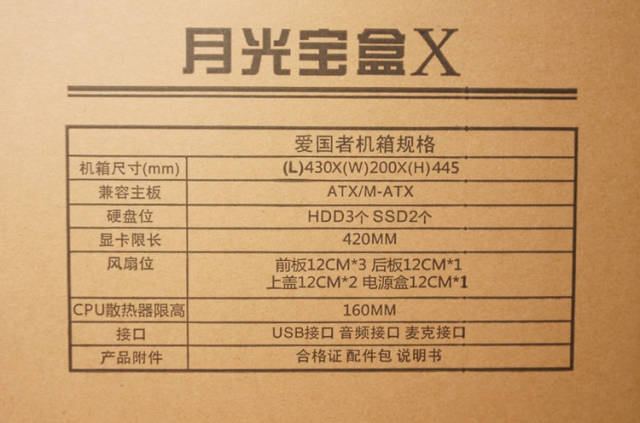 月光宝盒X
爱国者机箱规格
机箱尺寸(mm) (L)430X(W)200X(H)445
兼容主板 ATX/M-ATX
硬盘位 HDD3个 SSD2个
显卡限长 420MM
风扇位 前板12CM*3 后板12CM*1
上盖12CM*2 电源盒12CM*1
CPU散热器限高 160MM
接口 USB接口 音频接口 麦克接口
产品附件 合格证 配件包 说明书